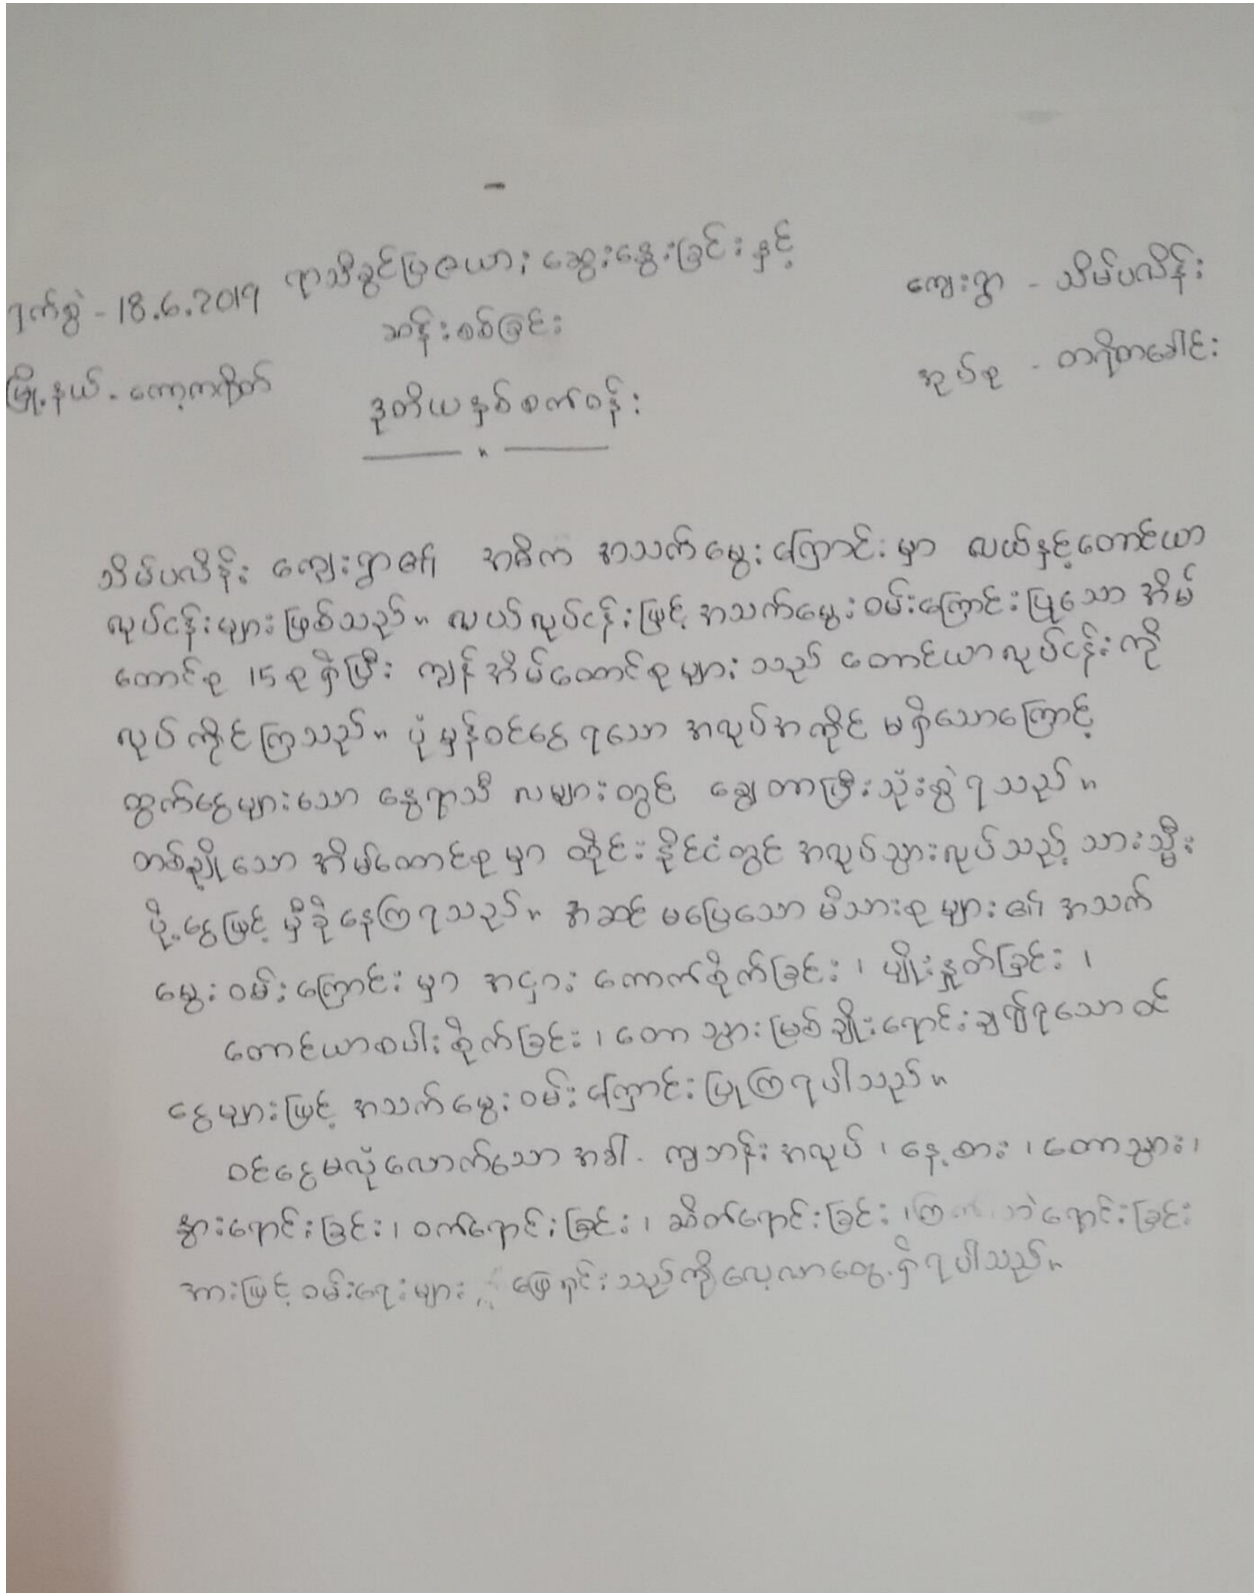 ရက်စွဲ - 18.6.2019 ရာသီခွင်ပြဇယား ဆွေးနွေးခြင်းနှင့် ကျေးရွာ - သိမ်ပလိန်း
ဆန်းစစ်ခြင်း
မြို့နယ် - ကော့ကရိတ် ဒုတိယနှစ်စက်ဝန်း အုပ်စု - တရိုတခေါင်း
သိမ်ပလိန်း ကျေးရွာ၏ အဓိက အသက်မွေးကြောင်းမှာ လယ်နှင့်တောင်ယာ
လုပ်ငန်းများဖြစ်သည်။ လယ်လုပ်ငန်းဖြင့် အသက်မွေးဝမ်းကြောင်းပြုသော အိမ်
ထောင်စု 15 စုရှိပြီး ကျန်အိမ်ထောင်စုများသည် တောင်ယာလုပ်ငန်းကို
လုပ်ကိုင်ကြသည်။ ပုံမှန်ဝင်ငွေရသော အလုပ်အကိုင် မရှိသောကြောင့်
ထွက်ငွေများသော နွေရာသီ လများတွင် ချွေတာပြီးသုံးစွဲရသည်။
တစ်ချို့သော အိမ်ထောင်စုမှာ ထိုင်းနိုင်ငံတွင် အလုပ်သွားလုပ်သည့် သားသ္မီး
ပို့ငွေဖြင့် မှီခိုနေကြရသည်။ အဆင်မပြေသော မိသားစုများ၏ အသက်
မွေးဝမ်းကြောင်းမှာ အငှားကောက်စိုက်ခြင်း၊ ပျိုးနှုတ်ခြင်း၊
တောင်ယာစပါးစိုက်ခြင်း၊ တောသွားမြစ်ချိုးရောင်းချ၍ရသောဝင်
ငွေများဖြင့် အသက်မွေးဝမ်းကြောင်းပြုကြရပါသည်။
ဝင်ငွေမလုံလောက်သောအခါ ကျဘန်းအလုပ်၊ နေ့စား၊ တောသွား၊
နွားရောင်းခြင်း၊ ဝက်ရောင်းခြင်း၊ ဆိတ်ရောင်းခြင်း၊ ကြက်၊ ဘဲရောင်းခြင်း
အားဖြင့် ဝမ်းရေးများ ဖြေရှင်းသည်ကိုလေ့လာတွေ့ရှိရပါသည်။